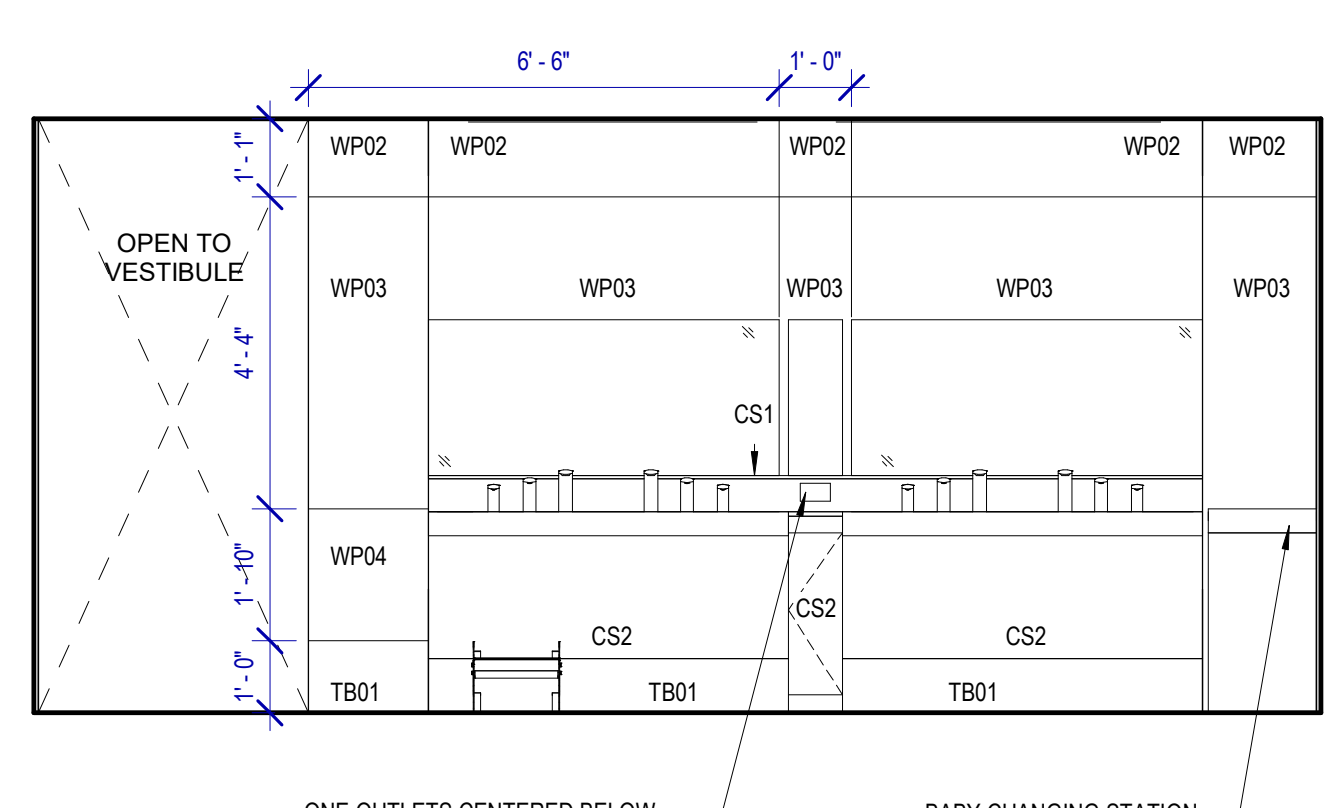 6' - 6" 1' - 0"
1' - 1"
WP02 WP02 WP02 WP02 WP02
OPEN TO
VESTIBULE
WP03 WP03 WP03 WP03 WP03
4' - 4"
CS1
1' - 10"
WP04
CS2 CS2 CS2
1' - 0"
TB01 TB01 TB01
ONE OUTLETS CENTERED BELOW BABY CHANGING STATION